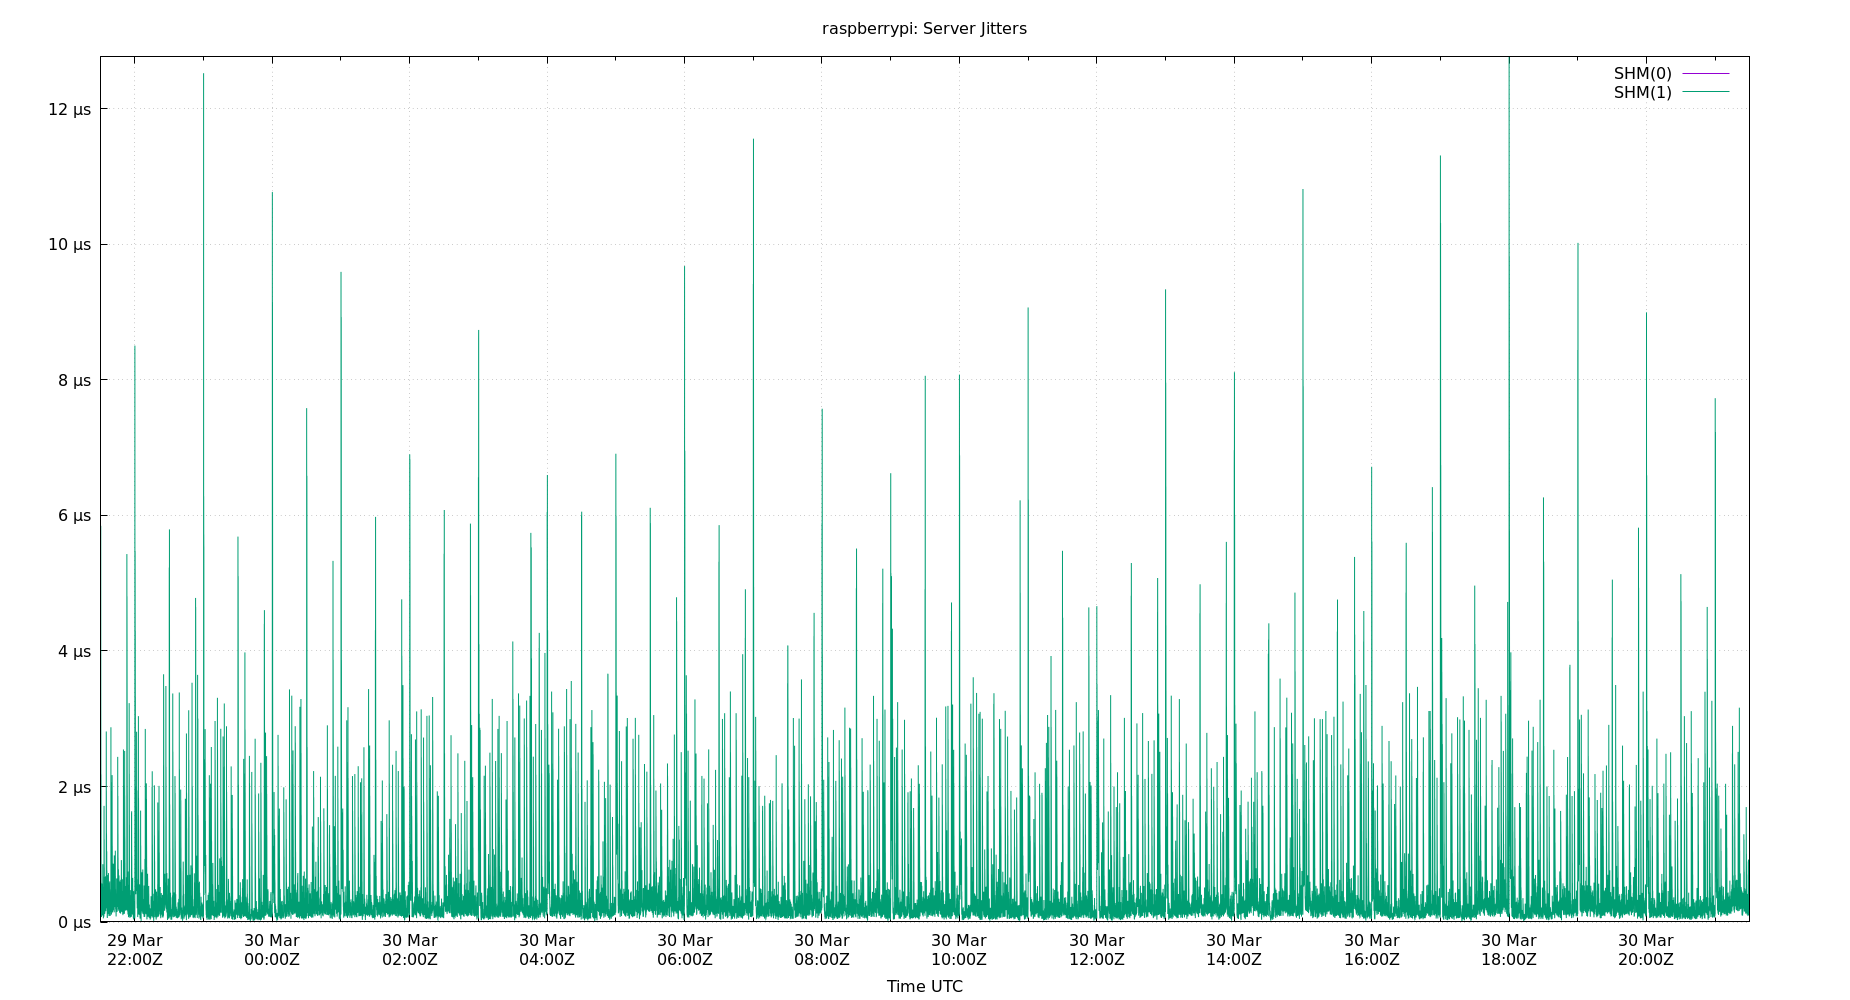 raspberrypi: Server Jitters
SHM(0)
SHM(1)
12 µs
10 µs
8 µs
6 µs
4 µs
2 µs
0 µs
29 Mar 30 Mar 30 Mar 30 Mar 30 Mar 30 Mar 30 Mar 30 Mar 30 Mar 30 Mar 30 Mar 30 Mar
22:00Z 00:00Z 02:00Z 04:00Z 06:00Z 08:00Z 10:00Z 12:00Z 14:00Z 16:00Z 18:00Z 20:00Z
Time UTC